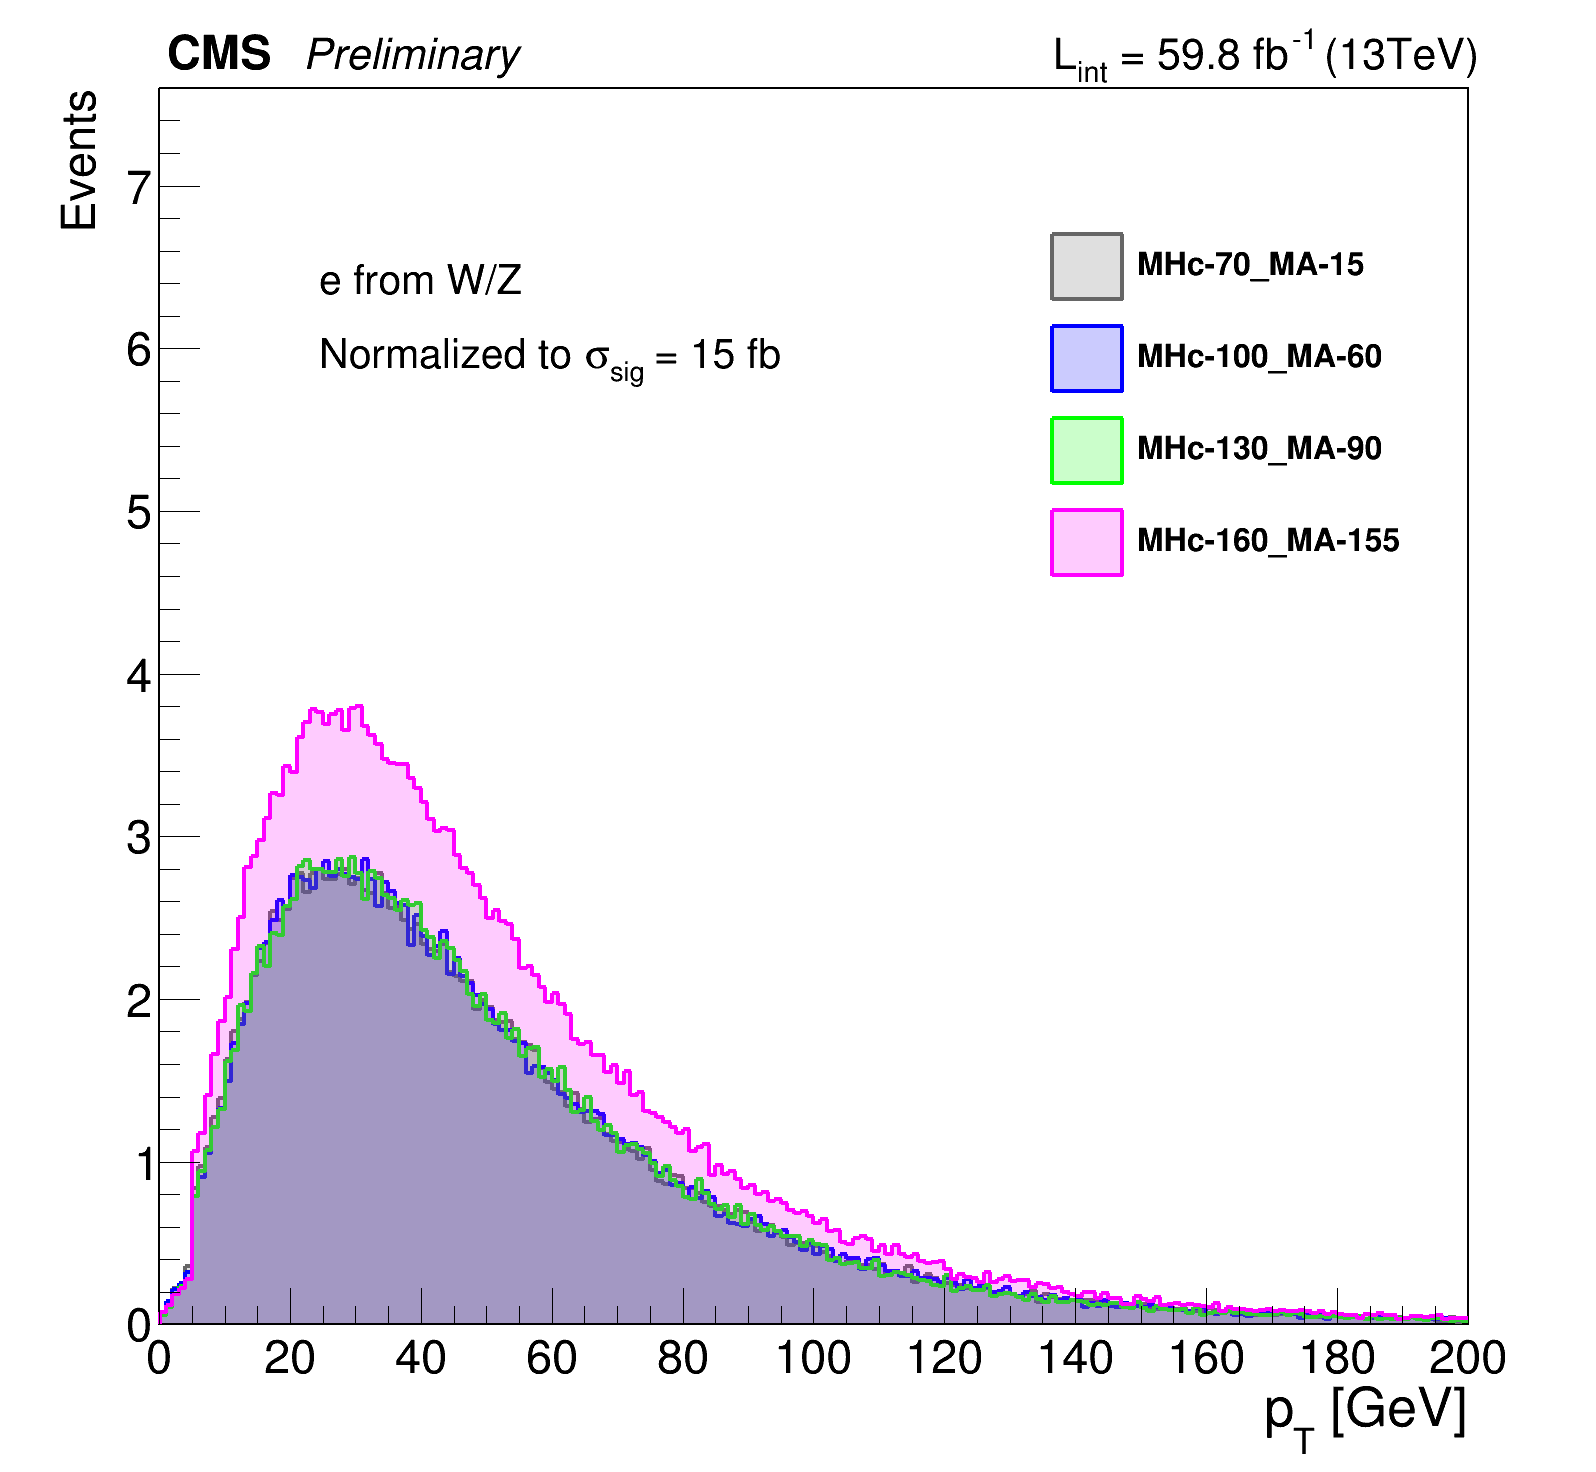 CMS Preliminary L_int = 59.8 fb^-1 (13TeV)
Events
7
6
5
4
3
2
1
0
e from W/Z
Normalized to σ_sig = 15 fb
MHc-70_MA-15
MHc-100_MA-60
MHc-130_MA-90
MHc-160_MA-155
0 20 40 60 80 100 120 140 160 180 200
p_T [GeV]